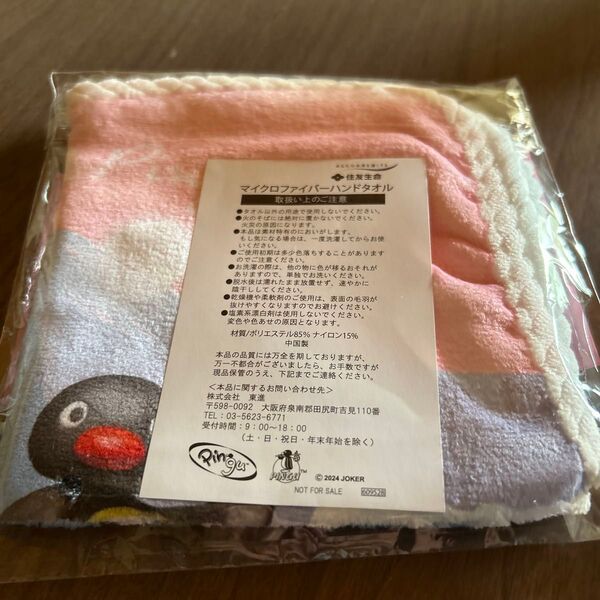 あなたの未来を強くする
住友生命
マイクロファイバーハンドタオル
取扱い上のご注意
●タオル以外の用途で使用しないでください。
●火のそばには絶対に置かないでください。
火災の原因になります。
●本品は素材特有のにおいがします。
もし気になる場合は、一度洗濯してからお使
いください。
●ご使用初期は多少色落ちすることがあります
のでご注意ください。
●お洗濯の際は、他の物に色が移るおそれが
ありますので、単独でお洗いください。
●脱水後は濡れたまま放置せず、速やかに
陰干ししてください。
●乾燥機や柔軟剤のご使用は、表面の毛羽が
抜けやすくなりますのでお避けください。
●塩素系漂白剤は使用しないでください。
変色や色あせの原因となります。
材質/ポリエステル85% ナイロン15%
中国製
本品の品質には万全を期しておりますが、
万一不都合がございましたら、お手数ですが
現品保管のうえ、下記までご連絡ください。
<本品に関するお問い合わせ先>
株式会社 東進
〒598-0092 大阪府泉南郡田尻町吉見110番
TEL:03-5623-6771
受付時間:9:00~18:00
(土・日・祝日・年末年始を除く)
Pingu
PINGU™
© 2024 JOKER
NOT FOR SALE
609528